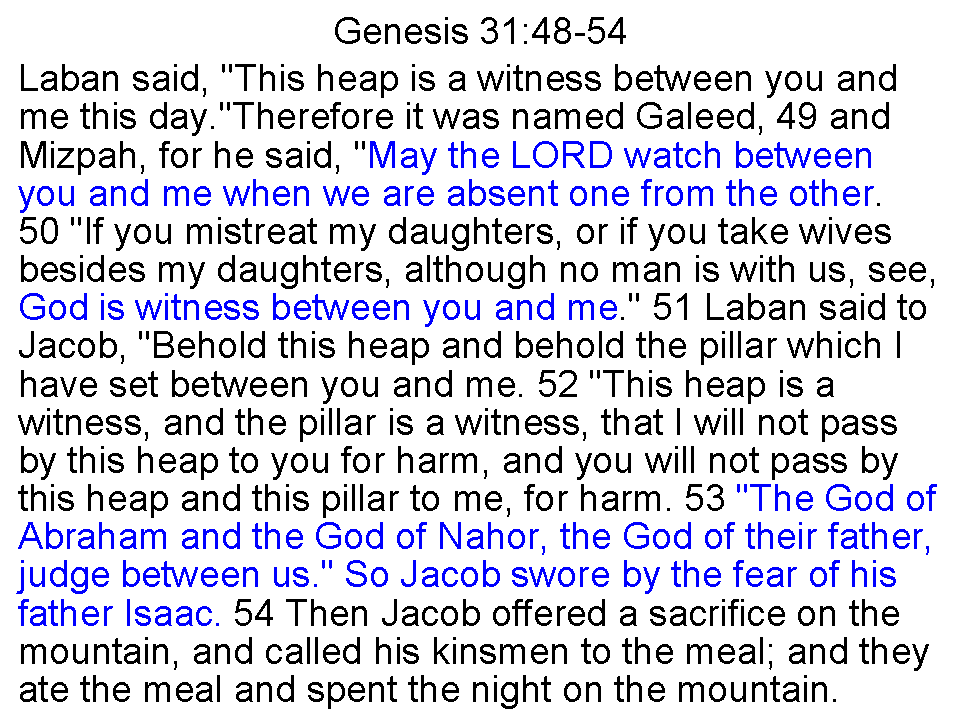 Genesis 31:48-54
Laban said, "This heap is a witness between you and
me this day."Therefore it was named Galeed, 49 and
Mizpah, for he said, "May the LORD watch between
you and me when we are absent one from the other.
50 "If you mistreat my daughters, or if you take wives
besides my daughters, although no man is with us, see,
God is witness between you and me." 51 Laban said to
Jacob, "Behold this heap and behold the pillar which I
have set between you and me. 52 "This heap is a
witness, and the pillar is a witness, that I will not pass
by this heap to you for harm, and you will not pass by
this heap and this pillar to me, for harm. 53 "The God of
Abraham and the God of Nahor, the God of their father,
judge between us." So Jacob swore by the fear of his
father Isaac. 54 Then Jacob offered a sacrifice on the
mountain, and called his kinsmen to the meal; and they
ate the meal and spent the night on the mountain.